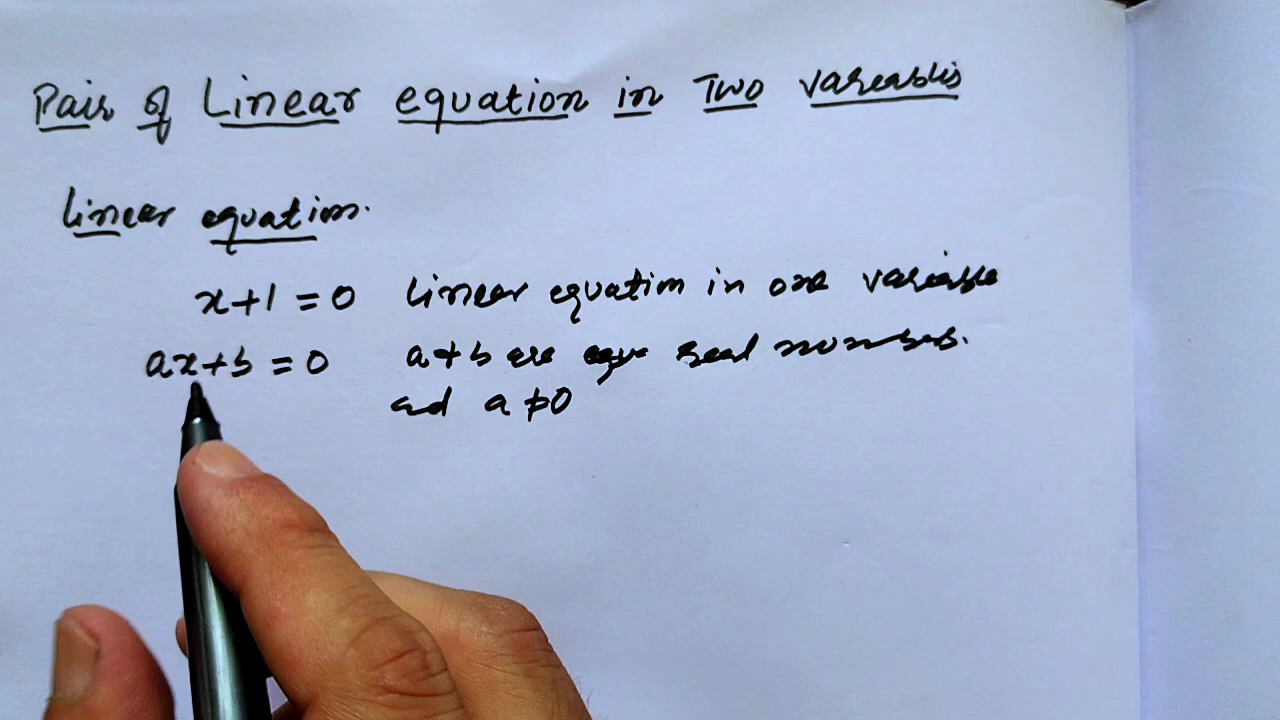 Pair of Linear equation in Two variables
Linear equation.
x+1=0 Linear equation in one variable
ax+b=0 a & b are real numbers.
and a≠0